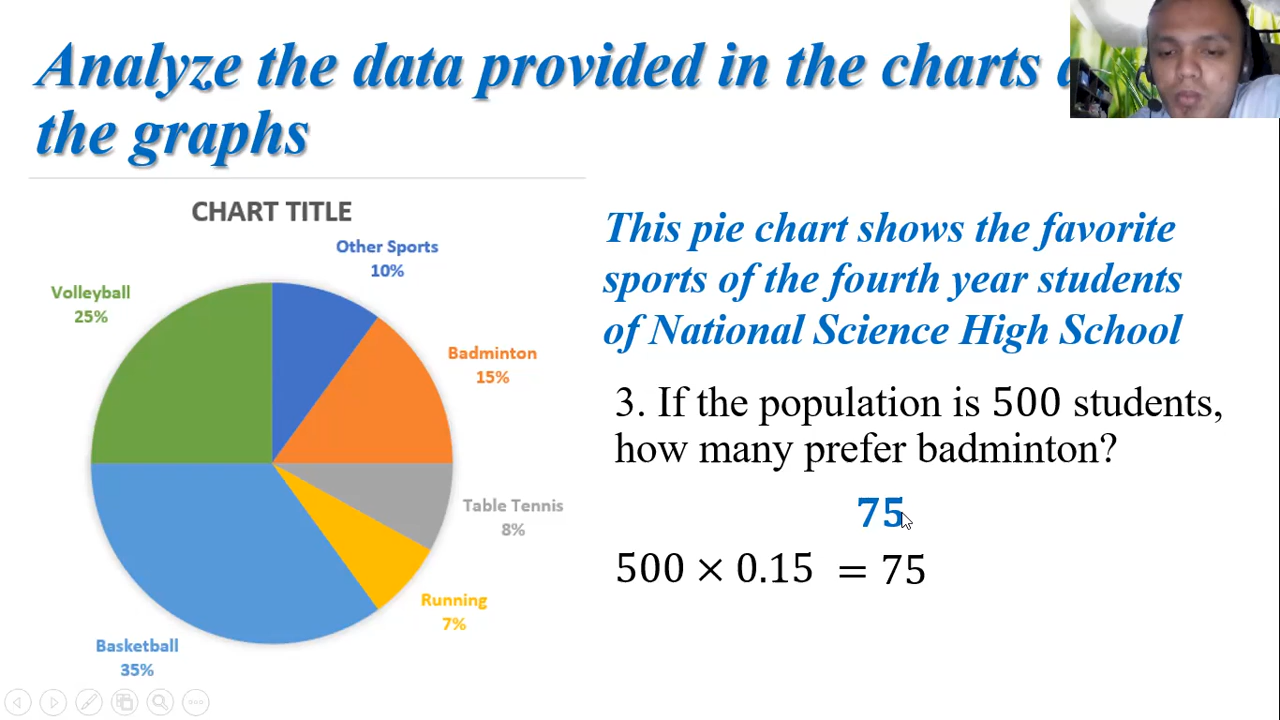 Analyze the data provided in the charts
the graphs
CHART TITLE
Other Sports
10%
Volleyball
25%
Badminton
15%
Table Tennis
8%
Running
7%
Basketball
35%
This pie chart shows the favorite
sports of the fourth year students
of National Science High School
3. If the population is 500 students,
how many prefer badminton?
75
500 × 0.15 = 75